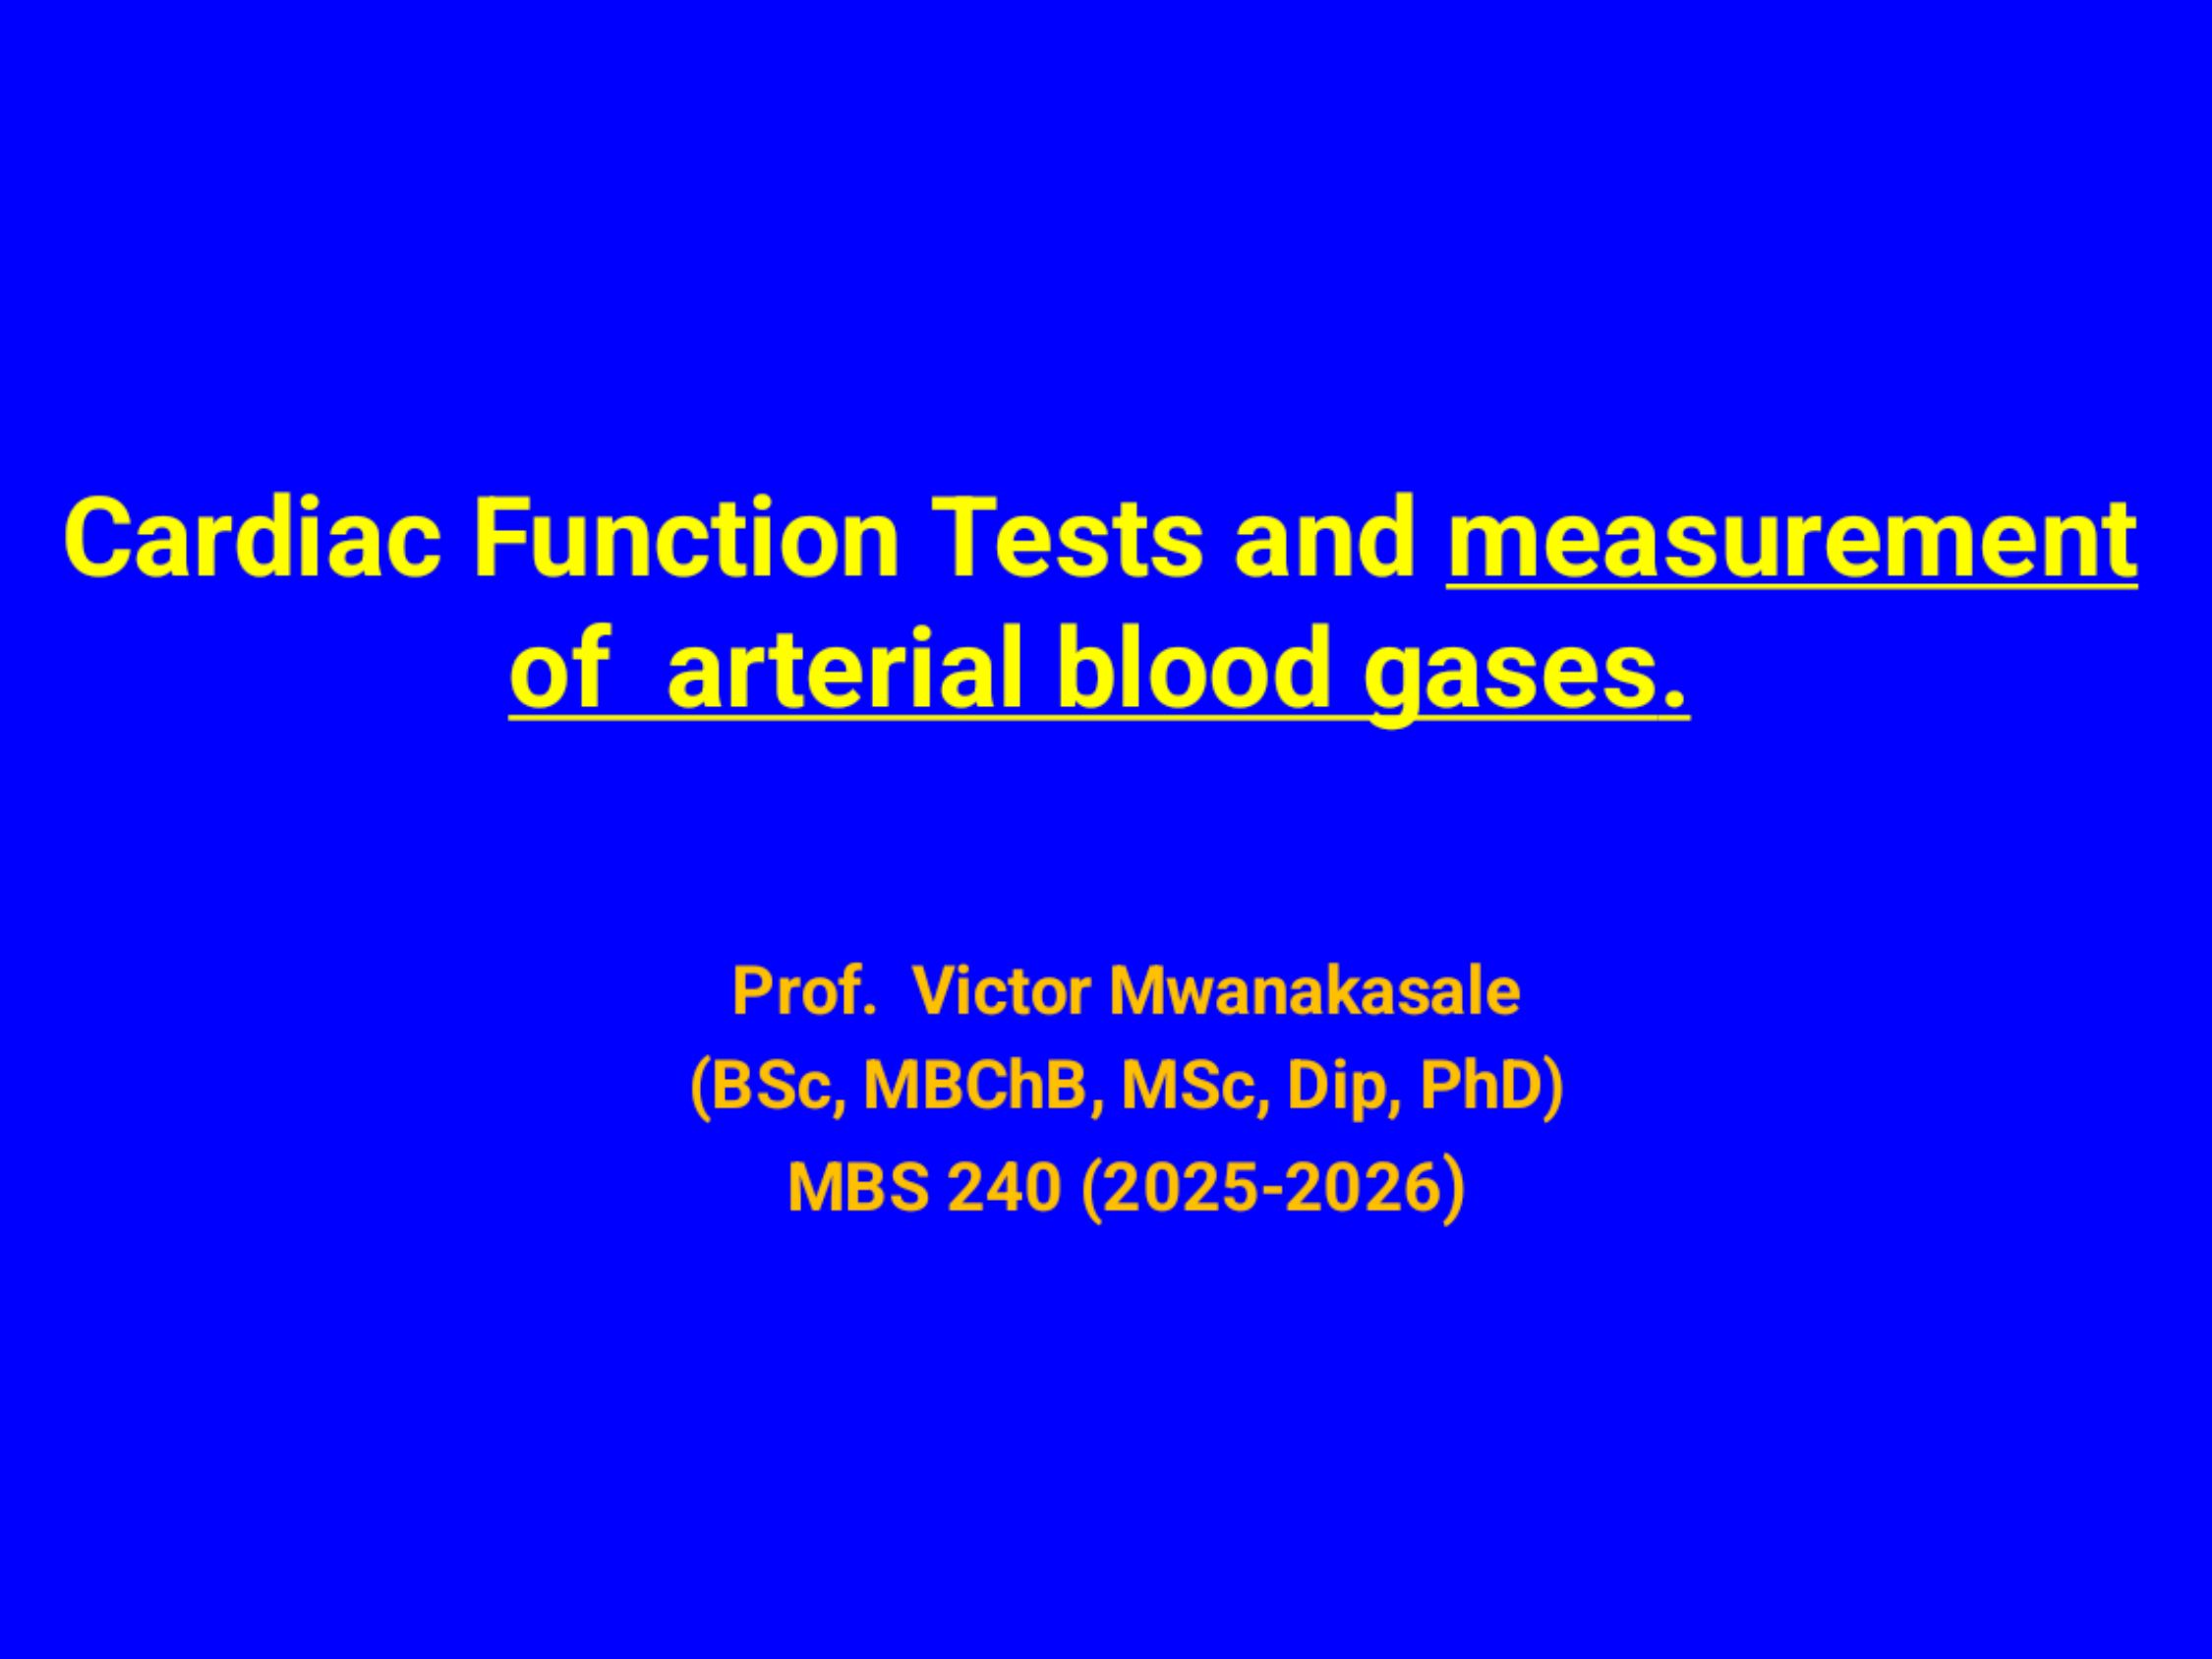 Cardiac Function Tests and measurement
of  arterial blood gases.
Prof.  Victor Mwanakasale
(BSc, MBChB, MSc, Dip, PhD)
MBS 240 (2025-2026)